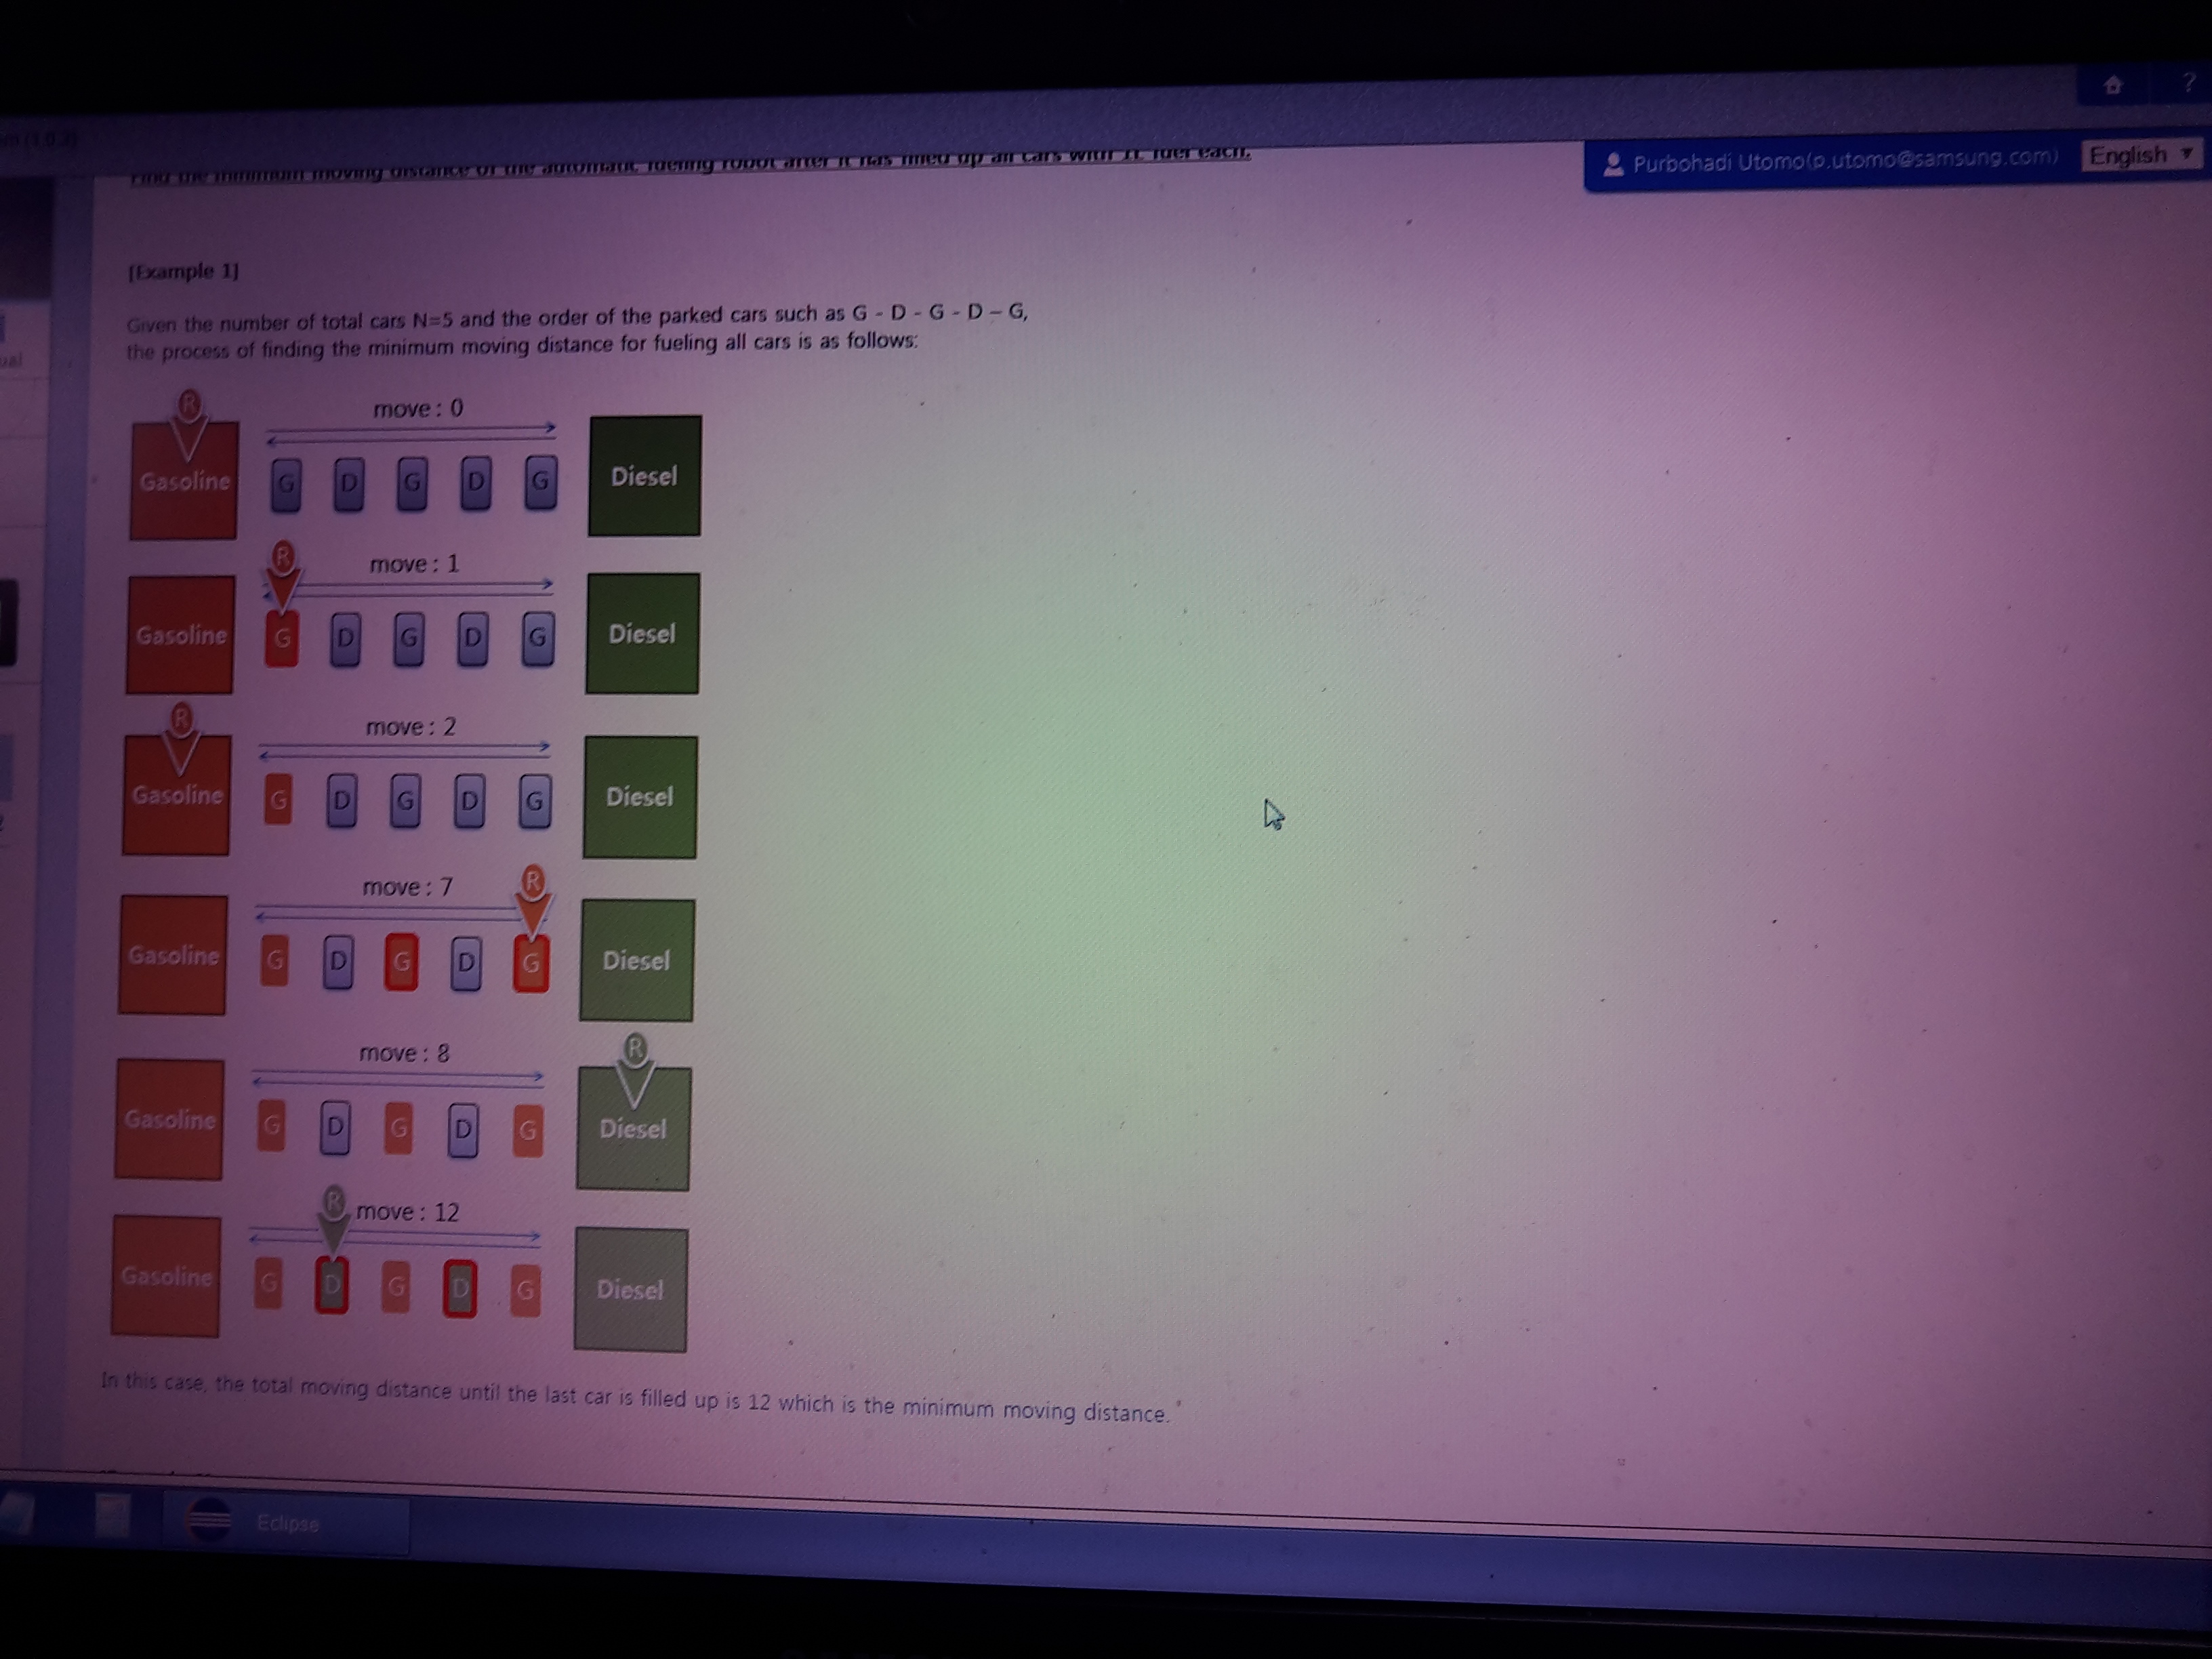 Find the minimum moving distance of the automatic fueling robot after it has filled up all cars with 1L fuel each.
?
Purbohadi Utomo(p.utomo@samsung.com)
English
[Example 1]
Given the number of total cars N=5 and the order of the parked cars such as G - D - G - D – G,
the process of finding the minimum moving distance for fueling all cars is as follows:
R
move : 0
Gasoline G D G D G Diesel
R
move : 1
Gasoline G D G D G Diesel
R
move : 2
Gasoline G D G D G Diesel
move : 7 R
Gasoline G D G D G Diesel
move : 8 R
Gasoline G D G D G Diesel
R move : 12
Gasoline G D G D G Diesel
In this case, the total moving distance until the last car is filled up is 12 which is the minimum moving distance.
Eclipse